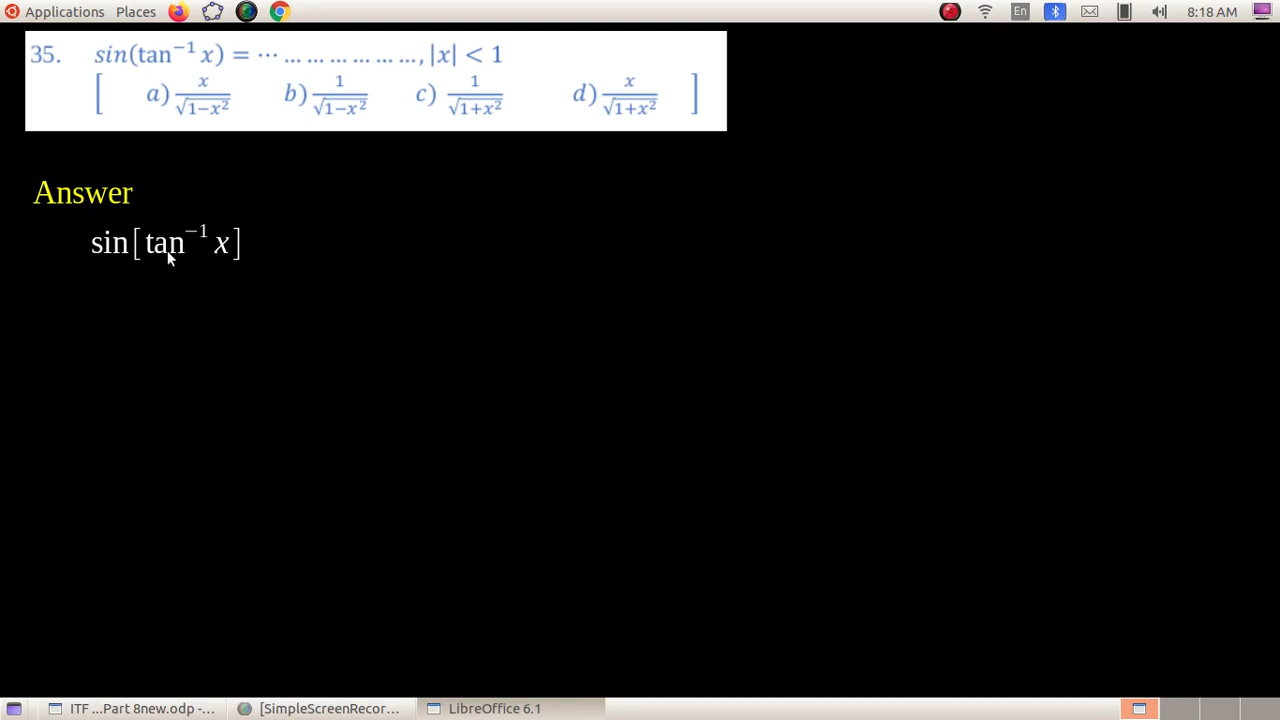 Applications Places En 8:18 AM
35. sin(tan⁻¹ x) = ⋯ … … … … … …, |x| < 1
[ a) x/√1−x² b) 1/√1−x² c) 1/√1+x² d) x/√1+x² ]
Answer
sin[tan⁻¹ x]
ITF ...Part 8new.odp -... [SimpleScreenRecor... LibreOffice 6.1